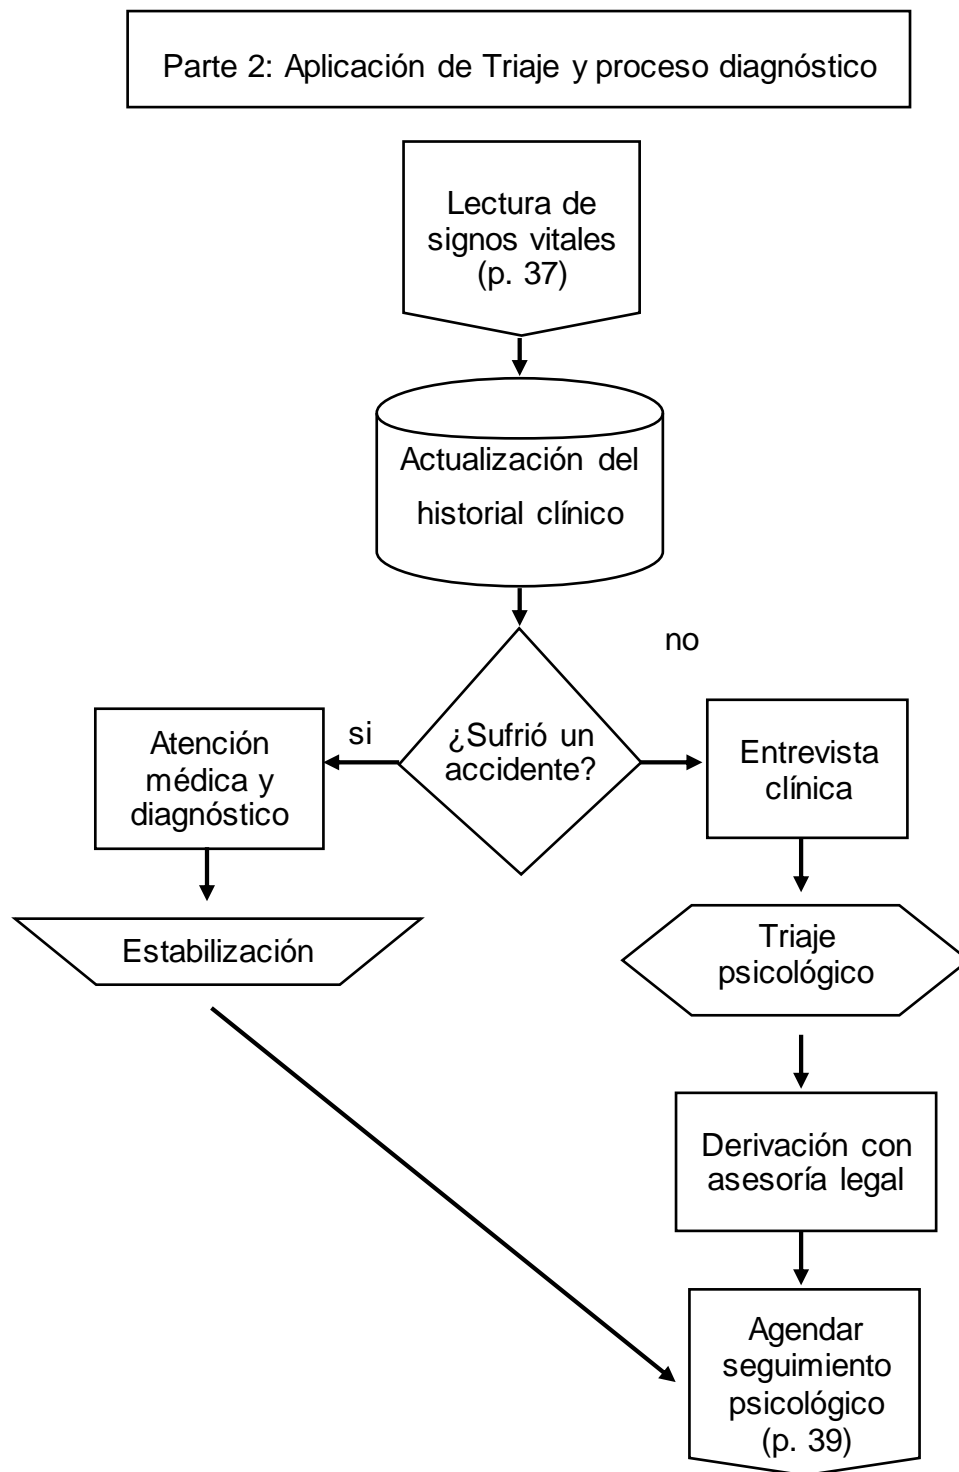 Parte 2: Aplicación de Triaje y proceso diagnóstico
Lectura de
signos vitales
(p. 37)
Actualización del
historial clínico
no
¿Sufrió un
accidente?
si
Atención
médica y
diagnóstico
Entrevista
clínica
Estabilización
Triaje
psicológico
Derivación con
asesoría legal
Agendar
seguimiento
psicológico
(p. 39)